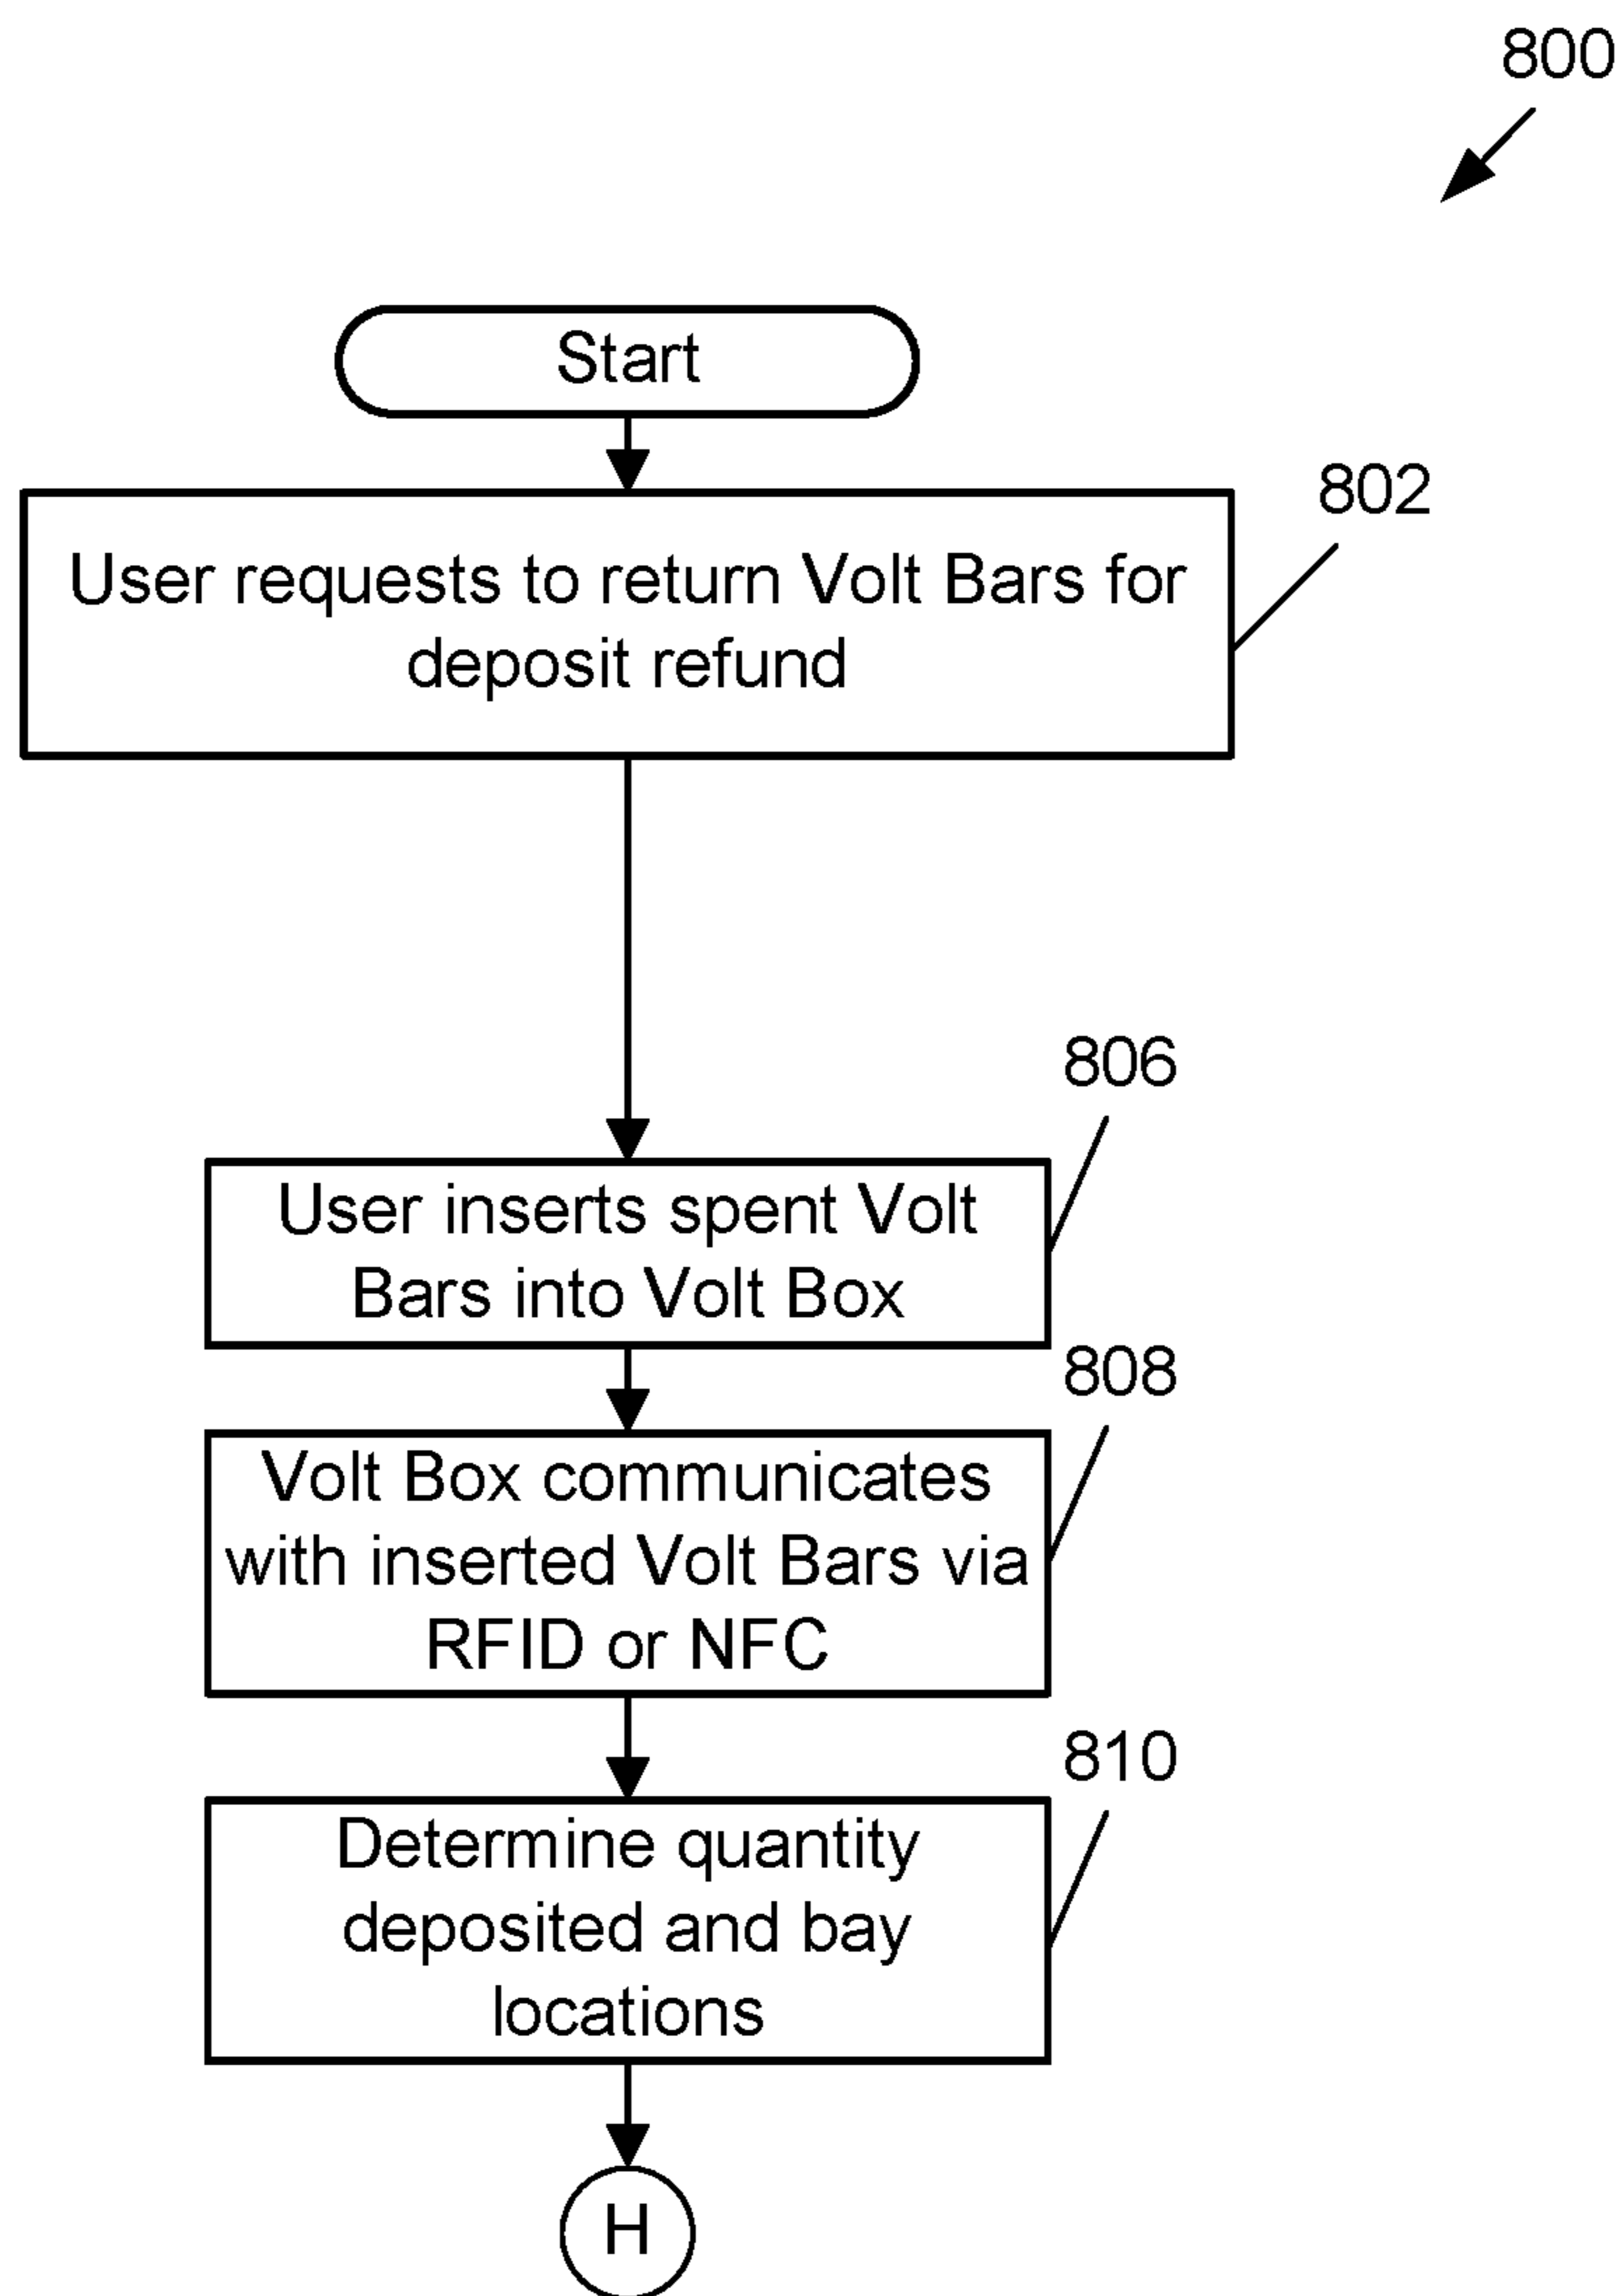 800
Start
802
User requests to return Volt Bars for
deposit refund
806
User inserts spent Volt
Bars into Volt Box
808
Volt Box communicates
with inserted Volt Bars via
RFID or NFC
810
Determine quantity
deposited and bay
locations
H